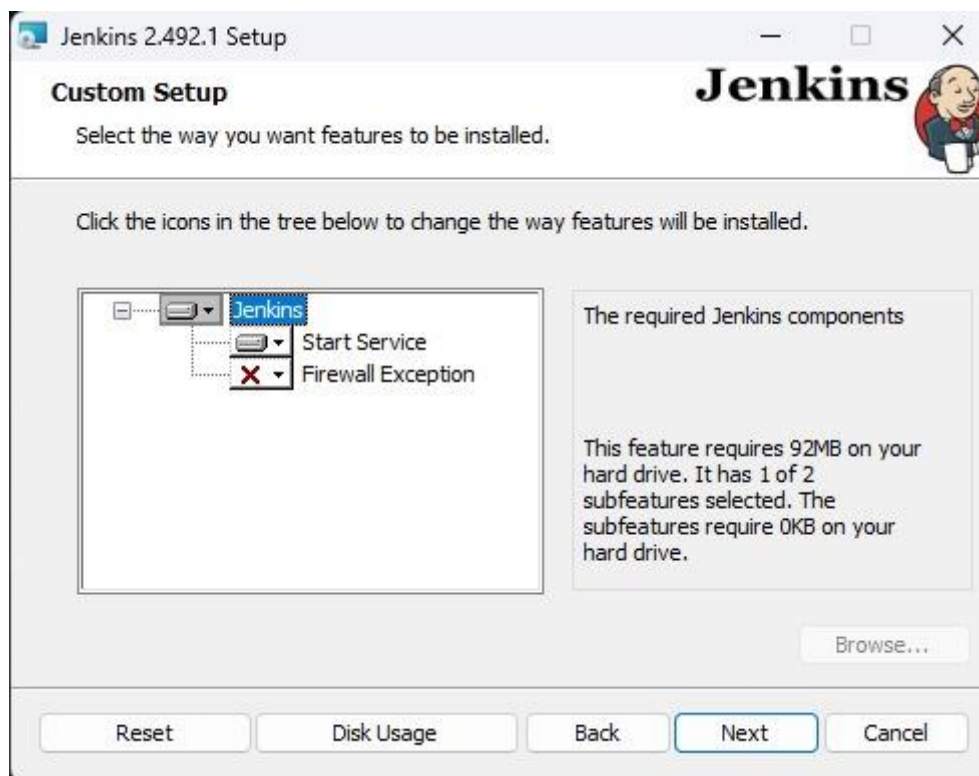 Jenkins 2.492.1 Setup
Custom Setup
Jenkins
Select the way you want features to be installed.
Click the icons in the tree below to change the way features will be installed.
Jenkins
Start Service
Firewall Exception
The required Jenkins components
This feature requires 92MB on your
hard drive. It has 1 of 2
subfeatures selected. The
subfeatures require 0KB on your
hard drive.
Browse...
Reset
Disk Usage
Back
Next
Cancel